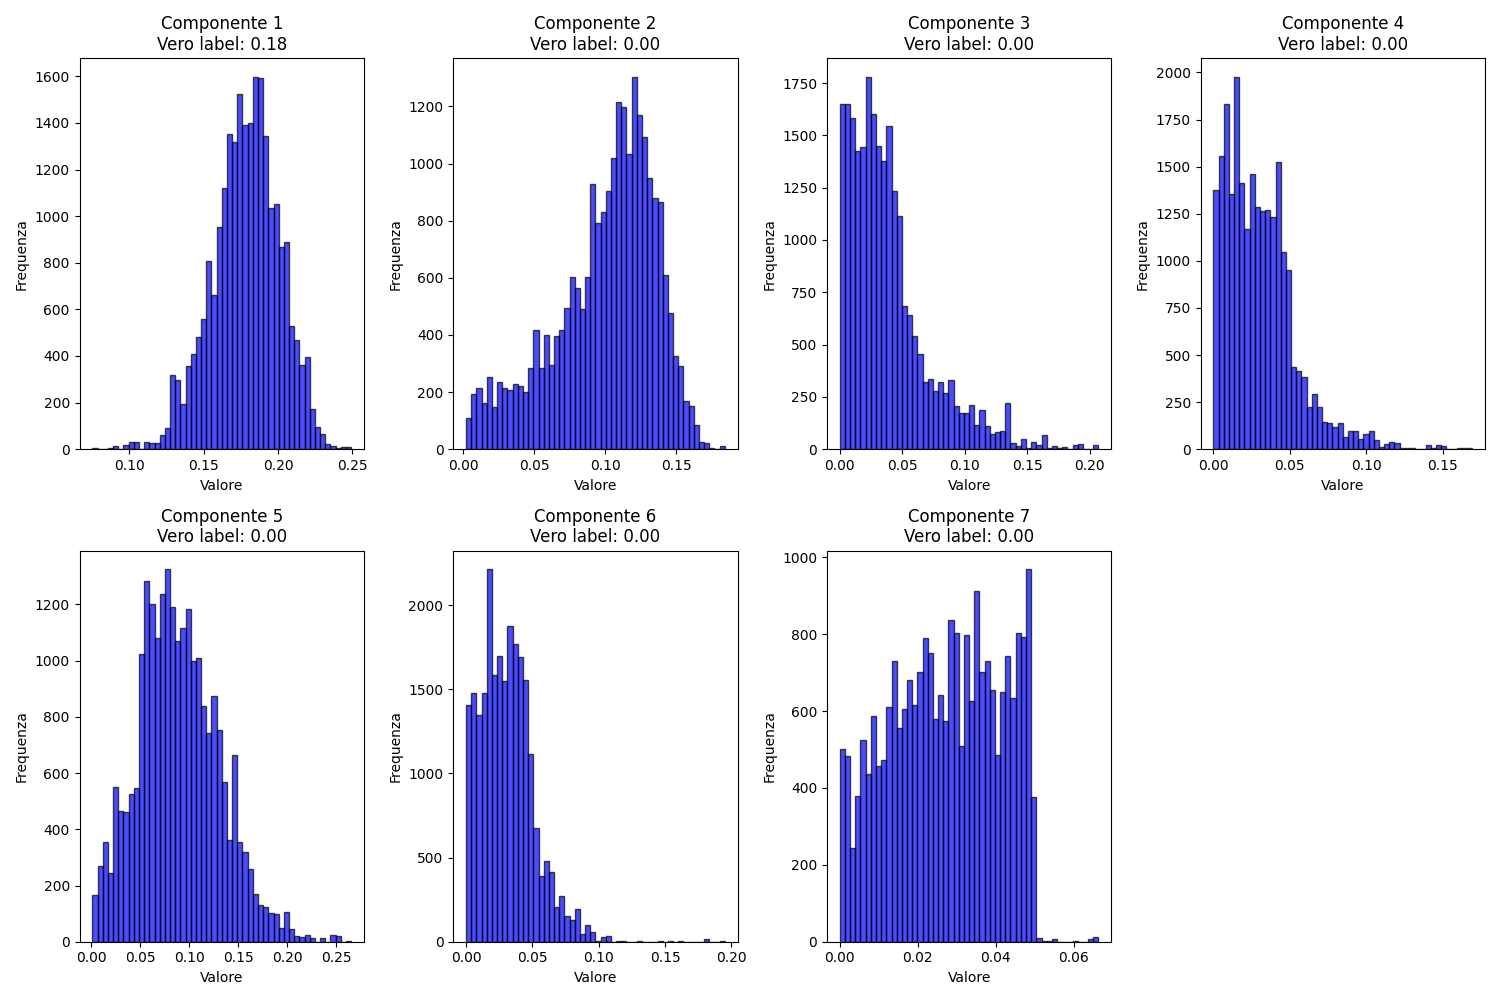 Componente 1
Vero label: 0.18
Frequenza
1600
1400
1200
1000
800
600
400
200
0
0.10 0.15 0.20 0.25
Valore
Componente 2
Vero label: 0.00
Frequenza
1200
1000
800
600
400
200
0
0.00 0.05 0.10 0.15
Valore
Componente 3
Vero label: 0.00
Frequenza
1750
1500
1250
1000
750
500
250
0
0.00 0.05 0.10 0.15 0.20
Valore
Componente 4
Vero label: 0.00
Frequenza
2000
1750
1500
1250
1000
750
500
250
0
0.00 0.05 0.10 0.15
Valore
Componente 5
Vero label: 0.00
Frequenza
1200
1000
800
600
400
200
0
0.00 0.05 0.10 0.15 0.20 0.25
Valore
Componente 6
Vero label: 0.00
Frequenza
2000
1500
1000
500
0
0.00 0.05 0.10 0.15 0.20
Valore
Componente 7
Vero label: 0.00
Frequenza
1000
800
600
400
200
0
0.00 0.02 0.04 0.06
Valore